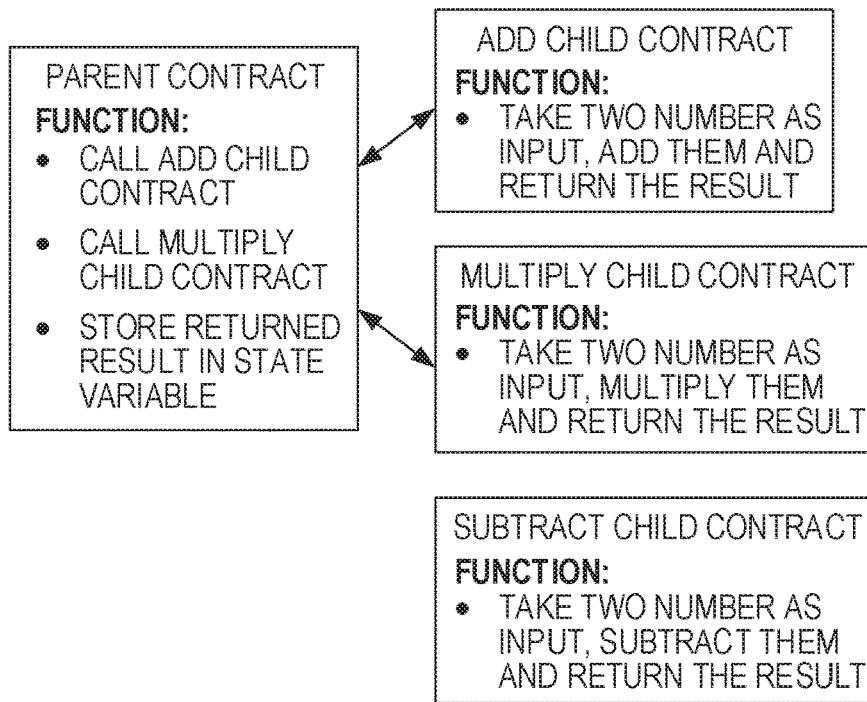 PARENT CONTRACT
FUNCTION:
• CALL ADD CHILD
CONTRACT
• CALL MULTIPLY
CHILD CONTRACT
• STORE RETURNED
RESULT IN STATE
VARIABLE
ADD CHILD CONTRACT
FUNCTION:
• TAKE TWO NUMBER AS
INPUT, ADD THEM AND
RETURN THE RESULT
MULTIPLY CHILD CONTRACT
FUNCTION:
• TAKE TWO NUMBER AS
INPUT, MULTIPLY THEM
AND RETURN THE RESULT
SUBTRACT CHILD CONTRACT
FUNCTION:
• TAKE TWO NUMBER AS
INPUT, SUBTRACT THEM
AND RETURN THE RESULT